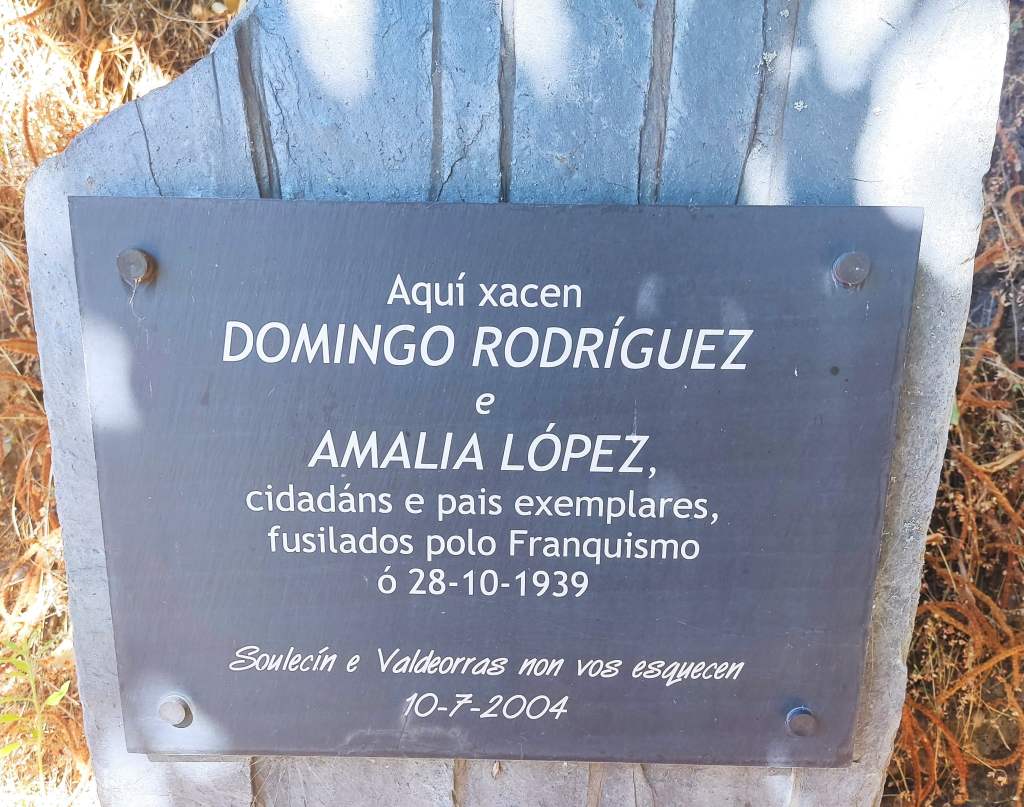 Aquí xacen
DOMINGO RODRÍGUEZ
e
AMALIA LÓPEZ,
cidadáns e pais exemplares,
fusilados polo Franquismo
ó 28-10-1939
Soulecín e Valdeorras non vos esquecen
10-7-2004